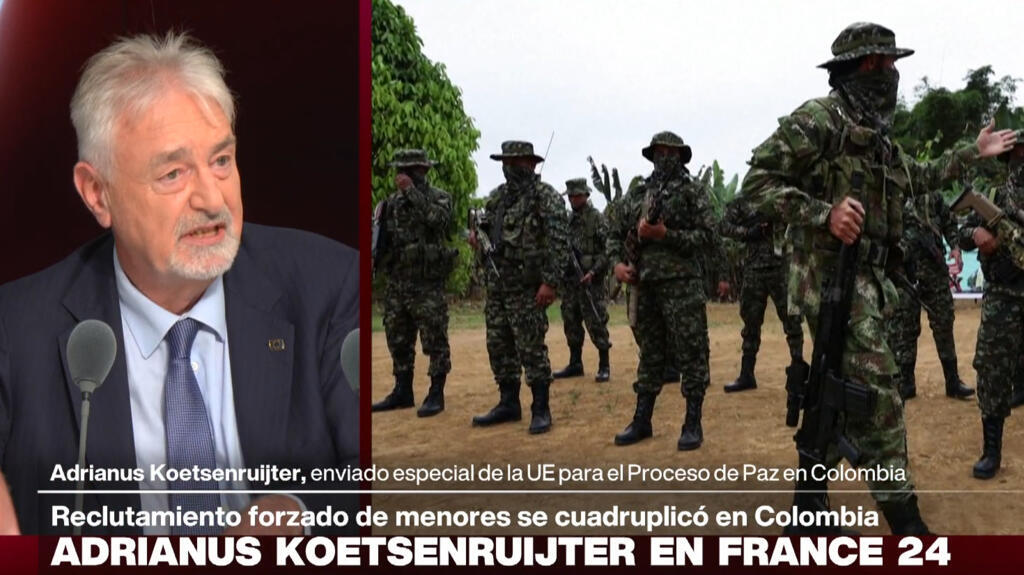 Adrianus Koetsenruijter, enviado especial de la UE para el Proceso de Paz en Colombia
Reclutamiento forzado de menores se cuadruplicó en Colombia
ADRIANUS KOETSENRUIJTER EN FRANCE 24